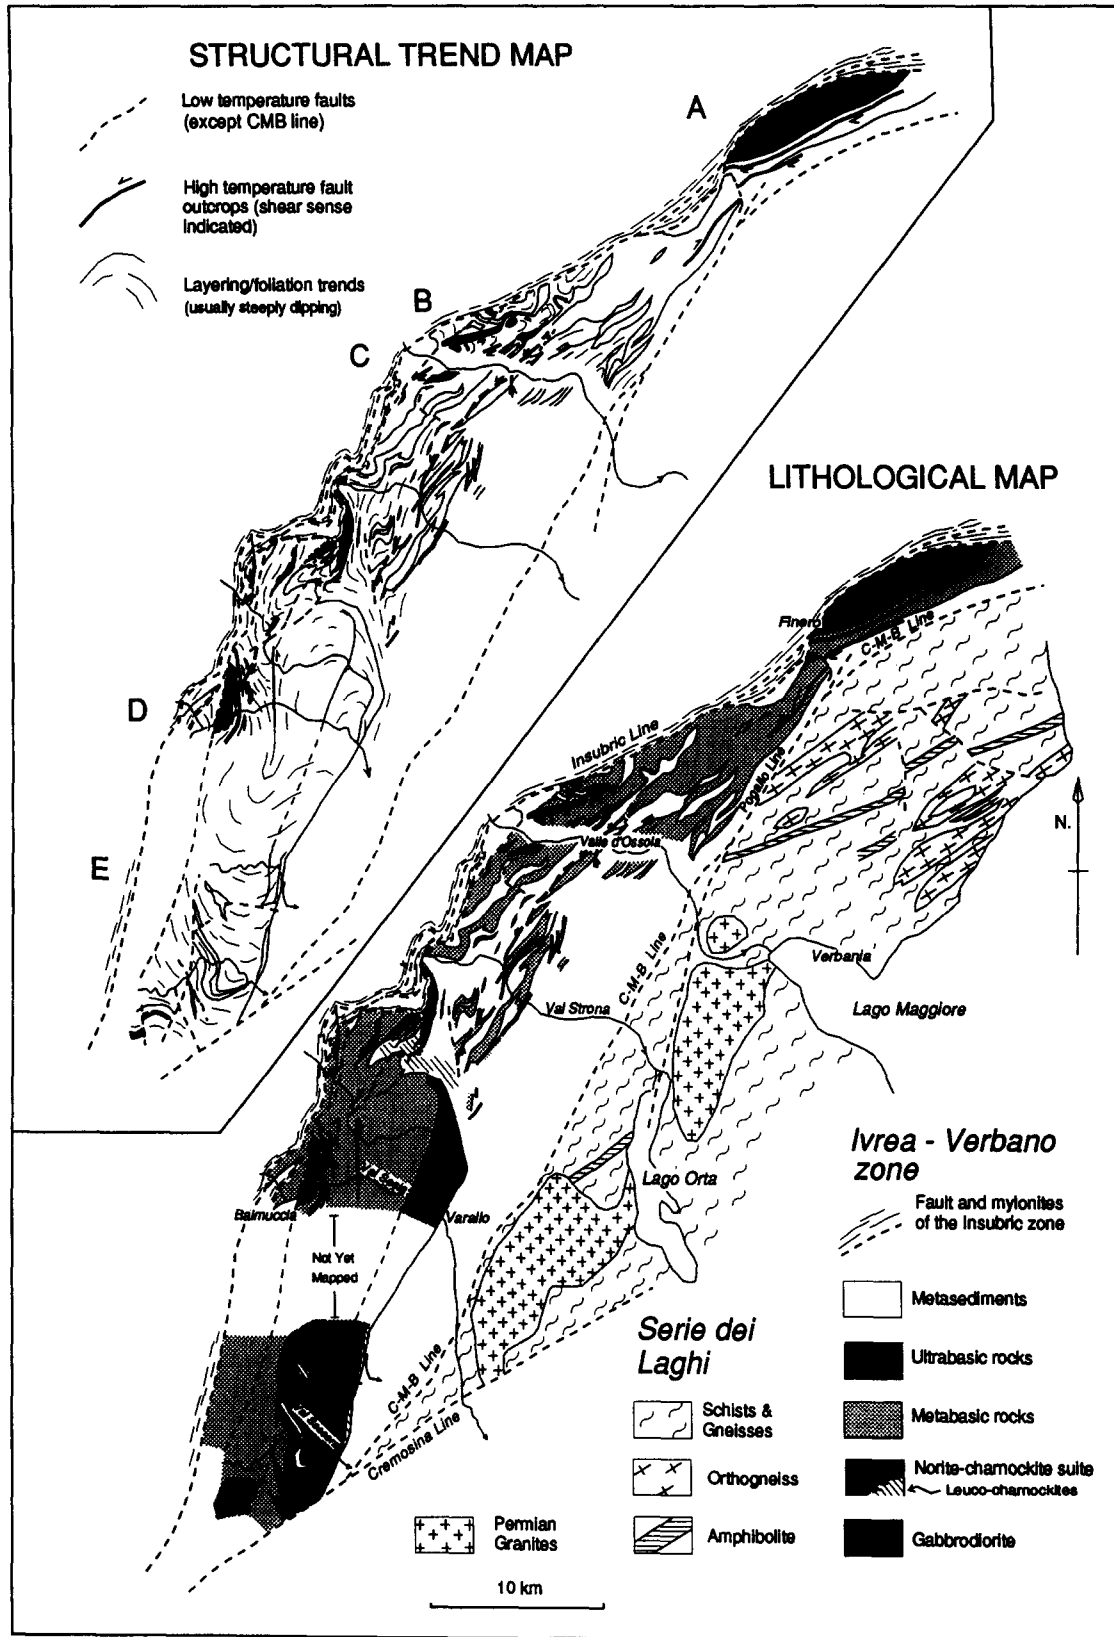 STRUCTURAL TREND MAP
Low temperature faults
(except CMB line)
High temperature fault
outcrops (shear sense
indicated)
Layering/foliation trends
(usually steeply dipping)
A
B
C
D
E
LITHOLOGICAL MAP
Finero
C-M-B Line
Insubric Line
Pogallo Line
N.
Valle d'Ossola
C-M-B Line
Verbania
Val Strona
Lago Maggiore
Lago Orta
Val Sesia
Balmuccia
Varallo
Not Yet
Mapped
C-M-B Line
Cremosina Line
Ivrea - Verbano
zone
Fault and mylonites
of the Insubric zone
Metasediments
Ultrabasic rocks
Metabasic rocks
Norite-charnockite suite
Leuco-charnockites
Gabbrodiorite
Serie dei
Laghi
Schists &
Gneisses
Orthogneiss
Amphibolite
Permian
Granites
10 km